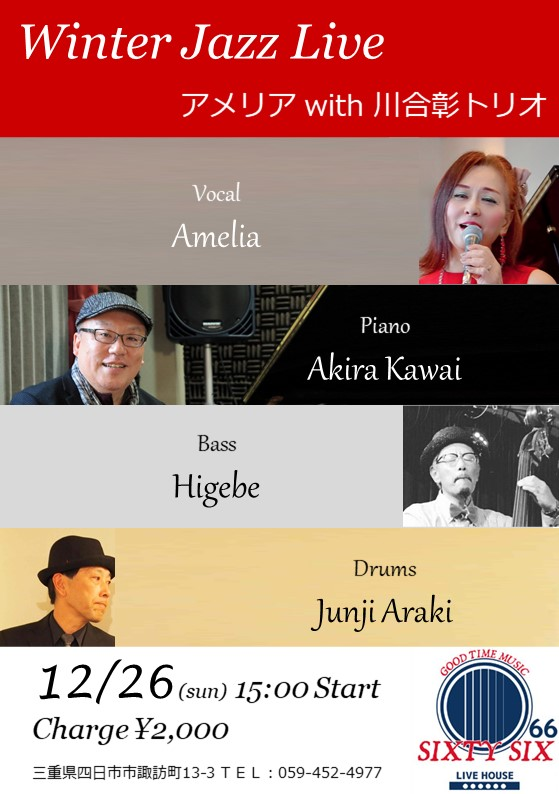 Winter Jazz Live
アメリア with 川合彰トリオ
Vocal
Amelia
Piano
Akira Kawai
Bass
Higebe
Drums
Junji Araki
12/26 (sun) 15:00 Start
Charge ¥2,000
三重県四日市市諏訪町13-3 ＴＥＬ：059-452-4977
GOOD TIME MUSIC
66
SIXTY SIX
LIVE HOUSE